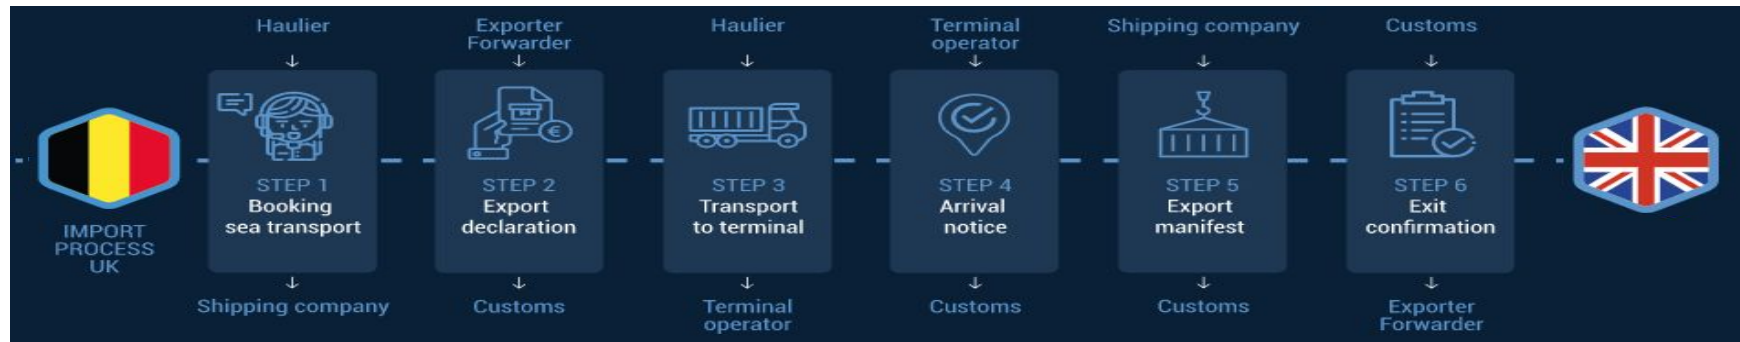 IMPORT
PROCESS
UK
Haulier
STEP 1
Booking
sea transport
Shipping company
Exporter
Forwarder
€
STEP 2
Export
declaration
Customs
Haulier
STEP 3
Transport
to terminal
Terminal
operator
Terminal
operator
STEP 4
Arrival
notice
Customs
Shipping company
STEP 5
Export
manifest
Customs
Customs
STEP 6
Exit
confirmation
Exporter
Forwarder